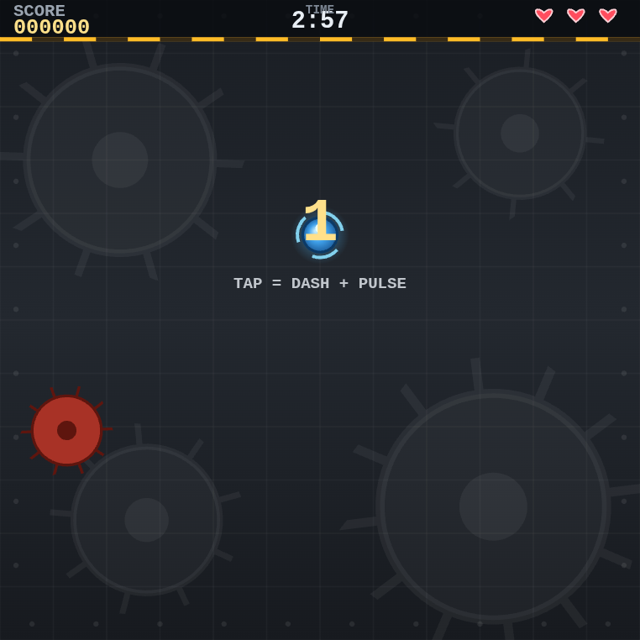 SCORE
000000
TIME
2:57
1
TAP = DASH + PULSE